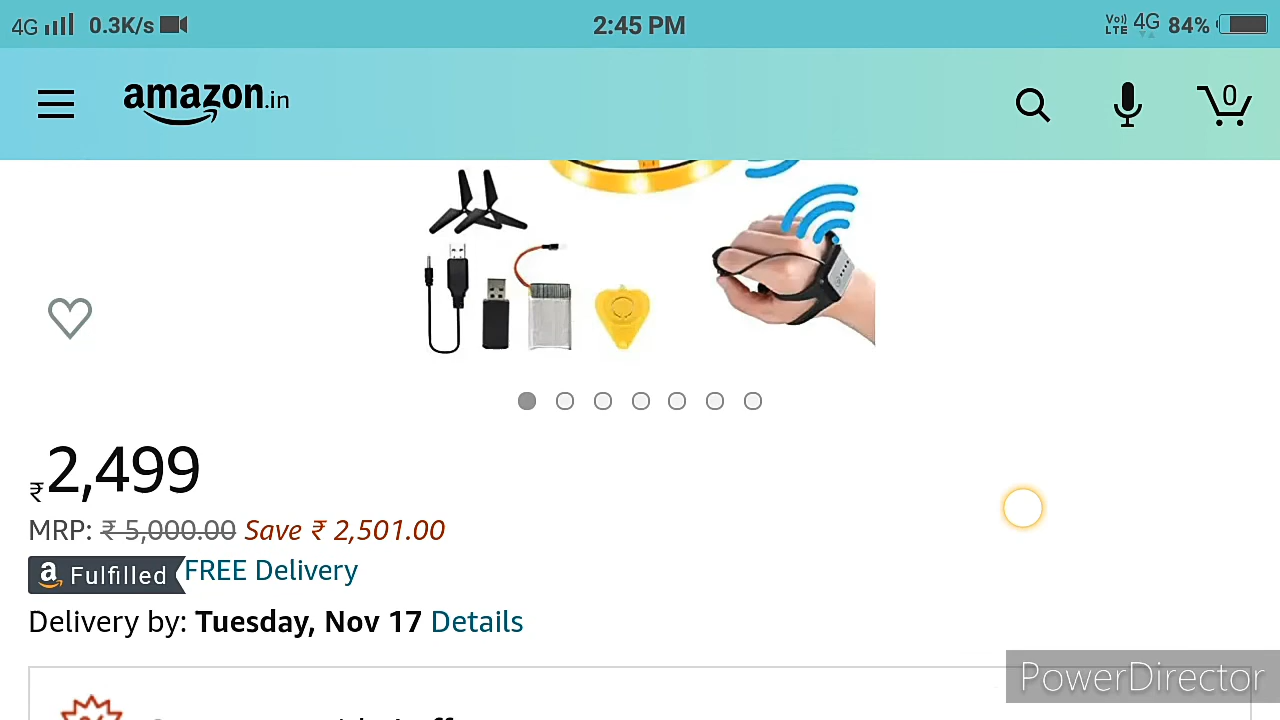 4G 0.3K/s 2:45 PM Vo)) LTE 4G 84%
amazon.in 0
₹2,499
MRP: ₹ 5,000.00 Save ₹ 2,501.00
a Fulfilled FREE Delivery
Delivery by: Tuesday, Nov 17 Details
PowerDirector